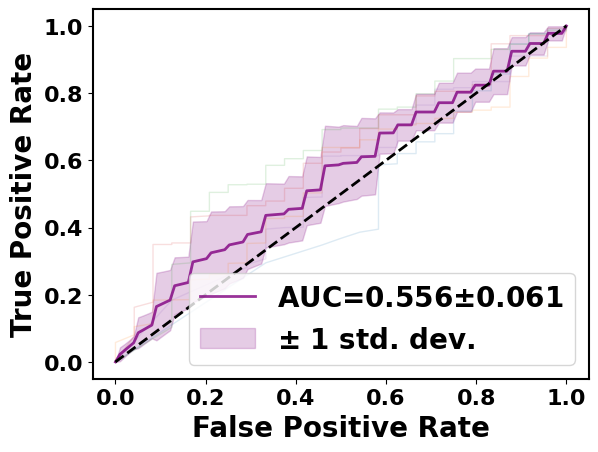 1.0
0.8
0.6
0.4
0.2
0.0
True Positive Rate
AUC=0.556±0.061
± 1 std. dev.
0.0 0.2 0.4 0.6 0.8 1.0
False Positive Rate